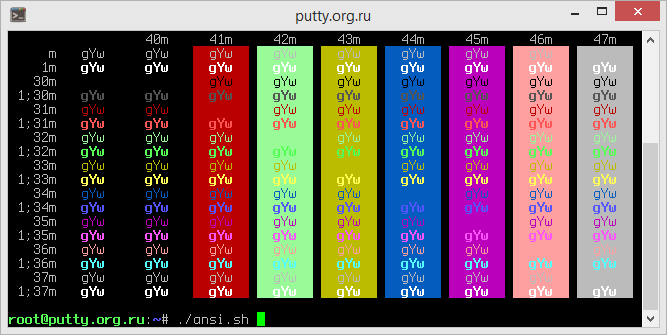 putty.org.ru
40m 41m 42m 43m 44m 45m 46m 47m
m gYw gYw gYw gYw gYw gYw gYw gYw
1m gYw gYw gYw gYw gYw gYw gYw gYw gYw
30m gYw gYw gYw gYw gYw gYw gYw
1;30m gYw gYw gYw gYw gYw gYw gYw gYw gYw
31m gYw gYw gYw gYw gYw gYw gYw gYw
1;31m gYw gYw gYw gYw gYw gYw gYw gYw gYw
32m gYw gYw gYw gYw gYw gYw gYw gYw
1;32m gYw gYw gYw gYw gYw gYw gYw gYw gYw
33m gYw gYw gYw gYw gYw gYw gYw gYw
1;33m gYw gYw gYw gYw gYw gYw gYw gYw gYw
34m gYw gYw gYw gYw gYw gYw gYw gYw
1;34m gYw gYw gYw gYw gYw gYw gYw gYw gYw
35m gYw gYw gYw gYw gYw gYw gYw gYw
1;35m gYw gYw gYw gYw gYw gYw gYw gYw gYw
36m gYw gYw gYw gYw gYw gYw gYw gYw
1;36m gYw gYw gYw gYw gYw gYw gYw gYw gYw
37m gYw gYw gYw gYw gYw gYw gYw gYw
1;37m gYw gYw gYw gYw gYw gYw gYw gYw gYw
root@putty.org.ru:~# ./ansi.sh